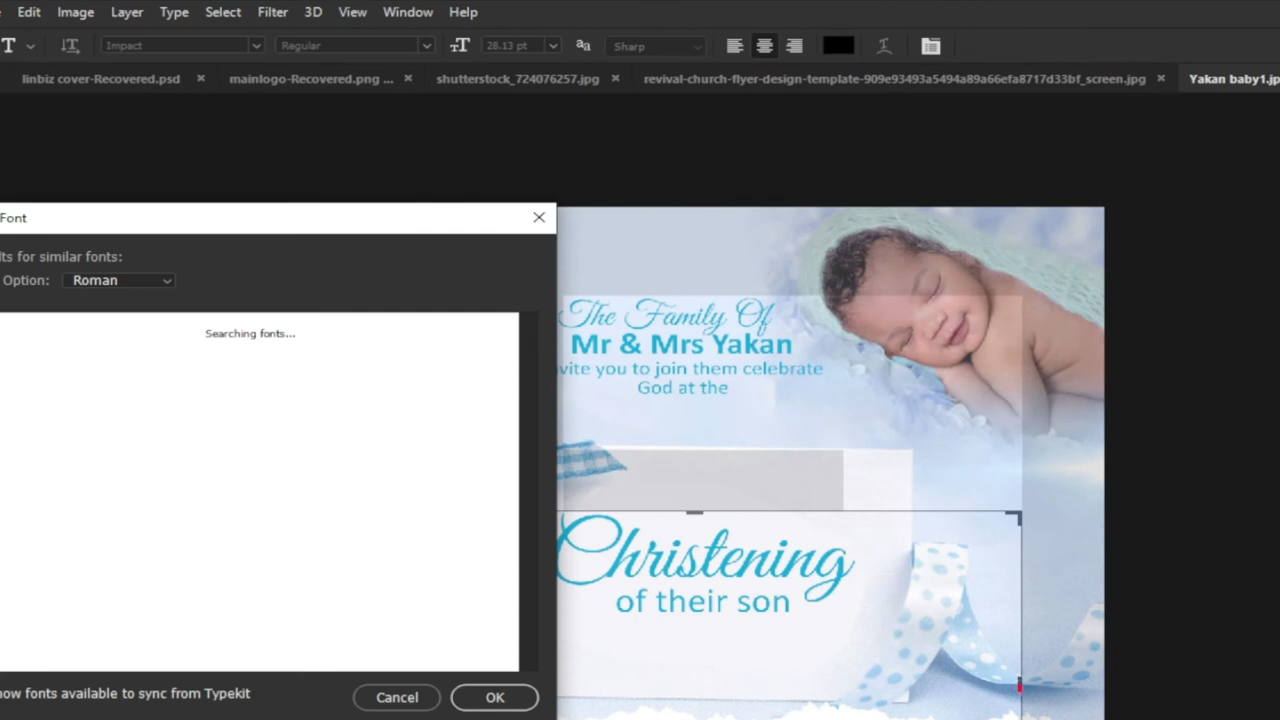 Edit Image Layer Type Select Filter 3D View Window Help
T Impact Regular 28.13 pt aa Sharp
linbiz cover-Recovered.psd × mainlogo-Recovered.png ... × shutterstock_724076257.jpg × revival-church-flyer-design-template-909e93493a5494a89a66efa8717d33bf_screen.jpg × Yakan baby1.jp
Font
lts for similar fonts:
Option: Roman
Searching fonts...
The Family Of
Mr & Mrs Yakan
vite you to join them celebrate
God at the
Christening
of their son
ow fonts available to sync from Typekit
Cancel OK